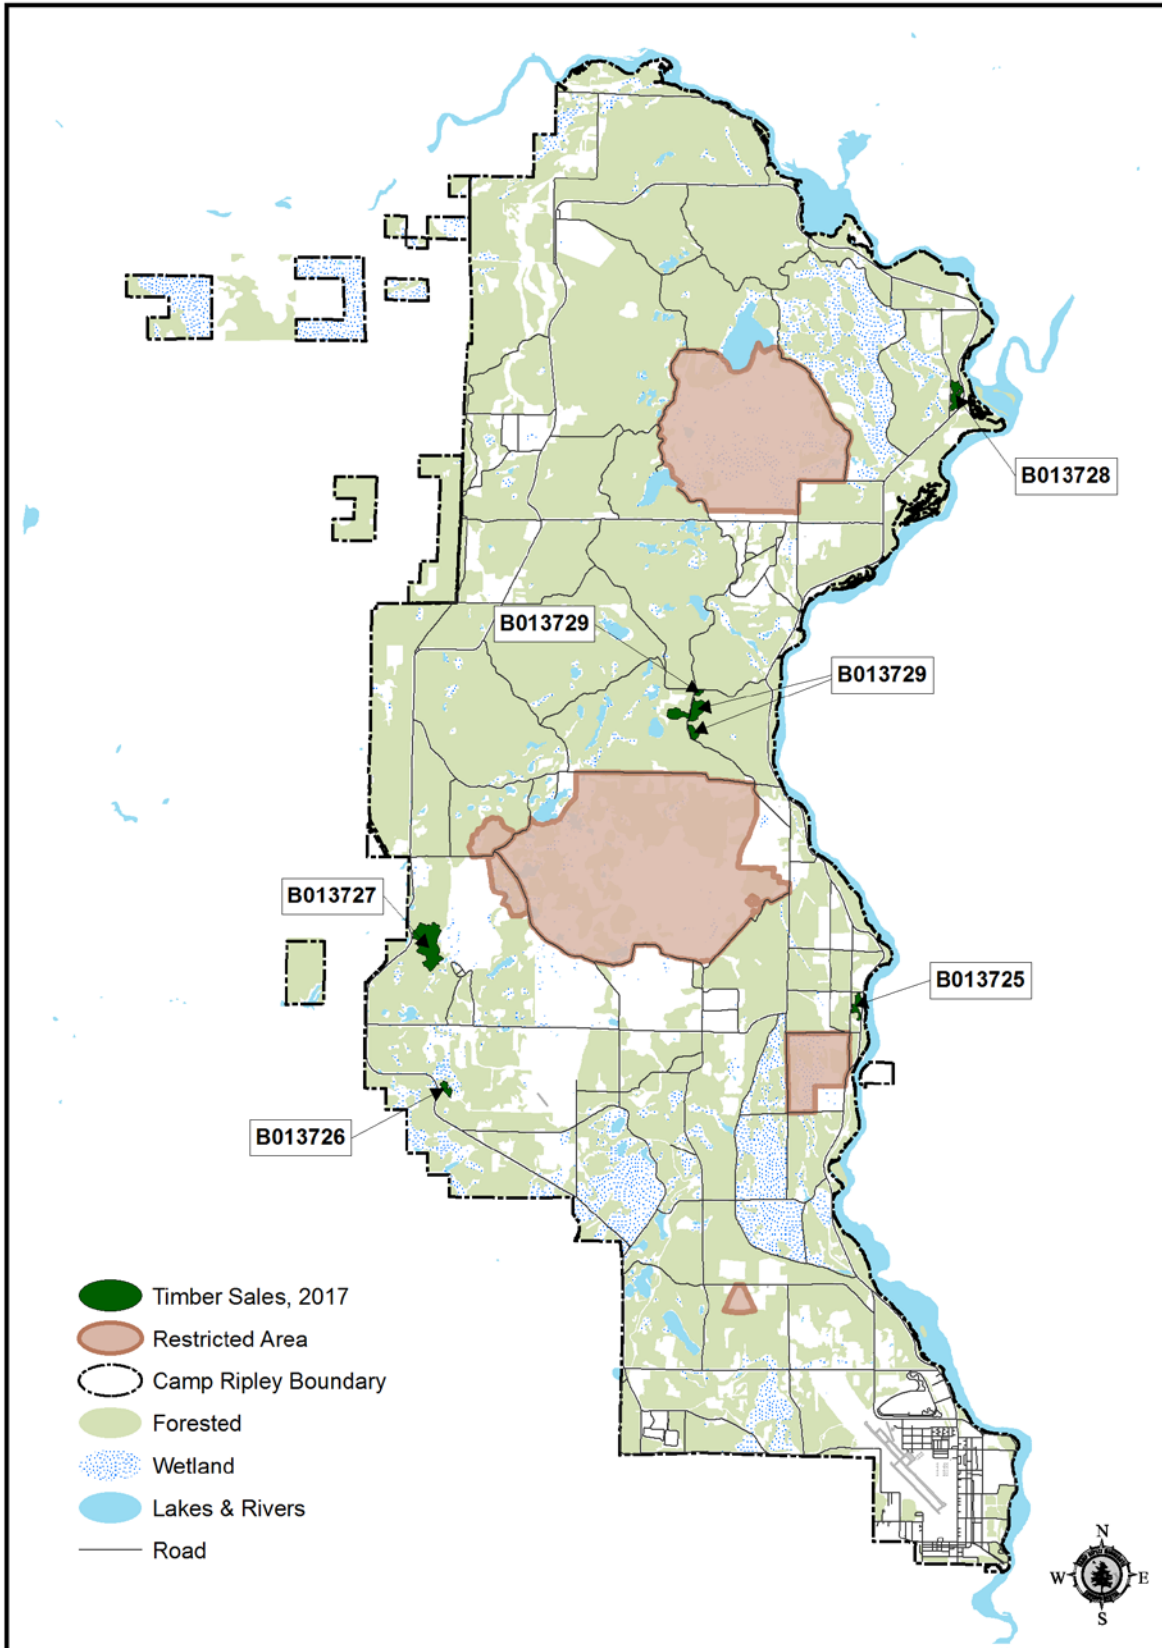 B013728
B013729
B013729
B013727
B013725
B013726
Timber Sales, 2017
Restricted Area
Camp Ripley Boundary
Forested
Wetland
Lakes & Rivers
Road
N
W
E
S